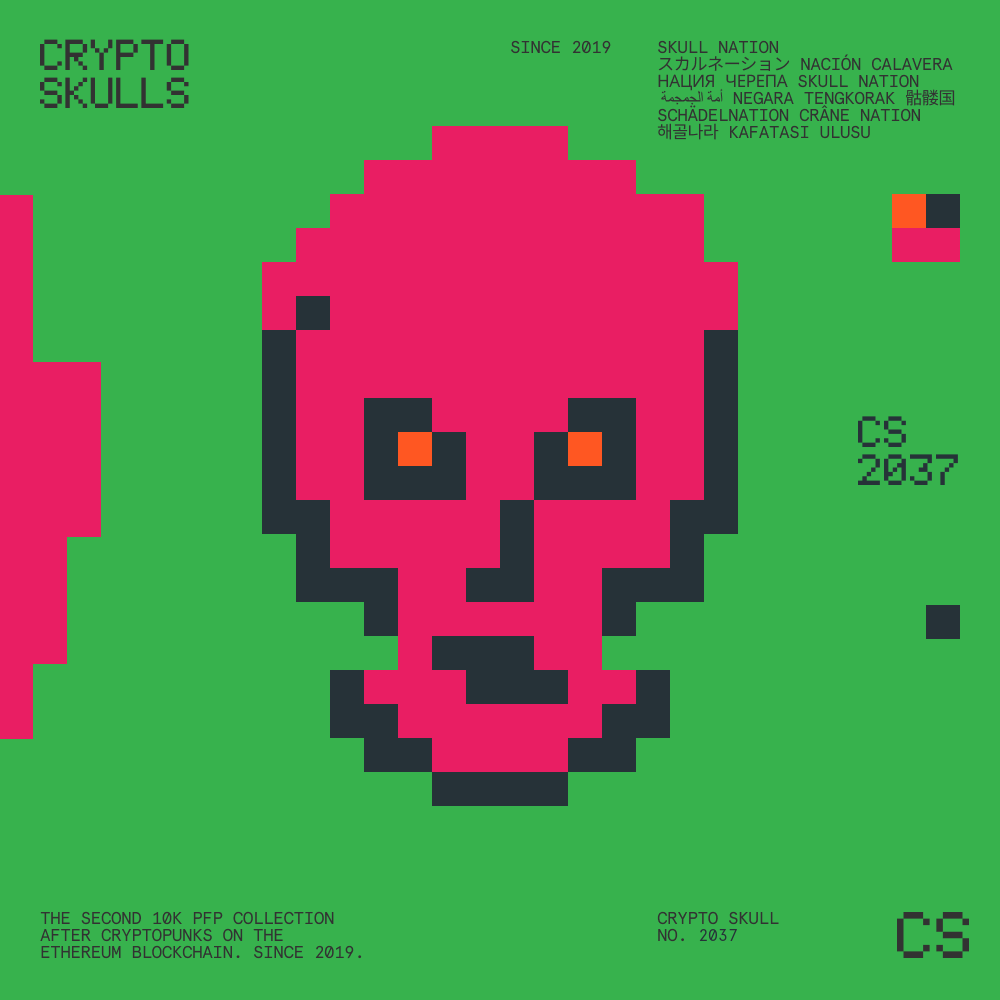 CRYPTO
SKULLS
SINCE 2019
SKULL NATION
スカルネーション NACIÓN CALAVERA
НАЦИЯ ЧЕРЕПА SKULL NATION
أمة الجمجمة NEGARA TENGKORAK 骷髅国
SCHÄDELNATION CRÂNE NATION
해골나라 KAFATASI ULUSU
CS
2037
THE SECOND 10K PFP COLLECTION
AFTER CRYPTOPUNKS ON THE
ETHEREUM BLOCKCHAIN. SINCE 2019.
CRYPTO SKULL
NO. 2037
CS